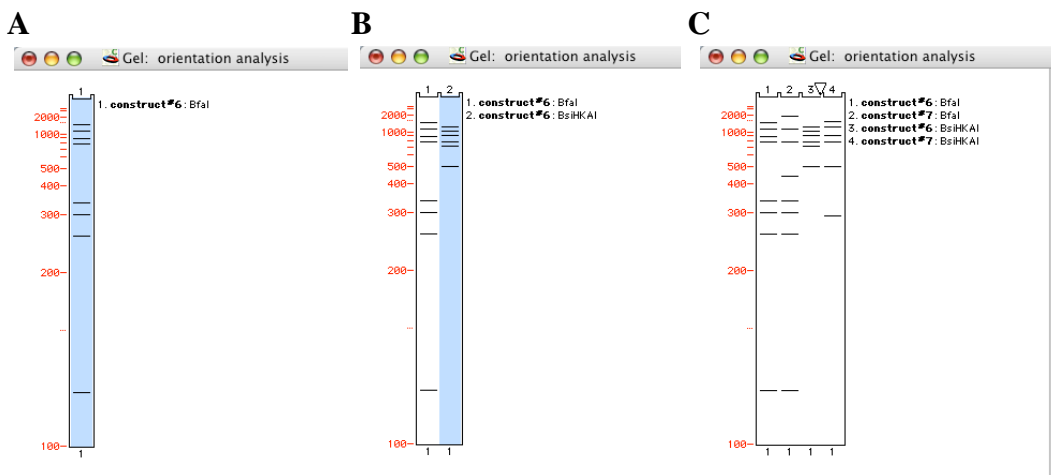 A
B
C
Gel: orientation analysis
Gel: orientation analysis
Gel: orientation analysis
1
1. construct#6: BfaI
2000
1000
500
400
300
200
100
1
1 2
1. construct#6: BfaI
2. construct#6: BsiHKAI
2000
1000
500
400
300
200
100
1 1
1 2 3 4
1. construct#6: BfaI
2. construct#7: BfaI
3. construct#6: BsiHKAI
4. construct#7: BsiHKAI
2000
1000
500
400
300
200
100
1 1 1 1